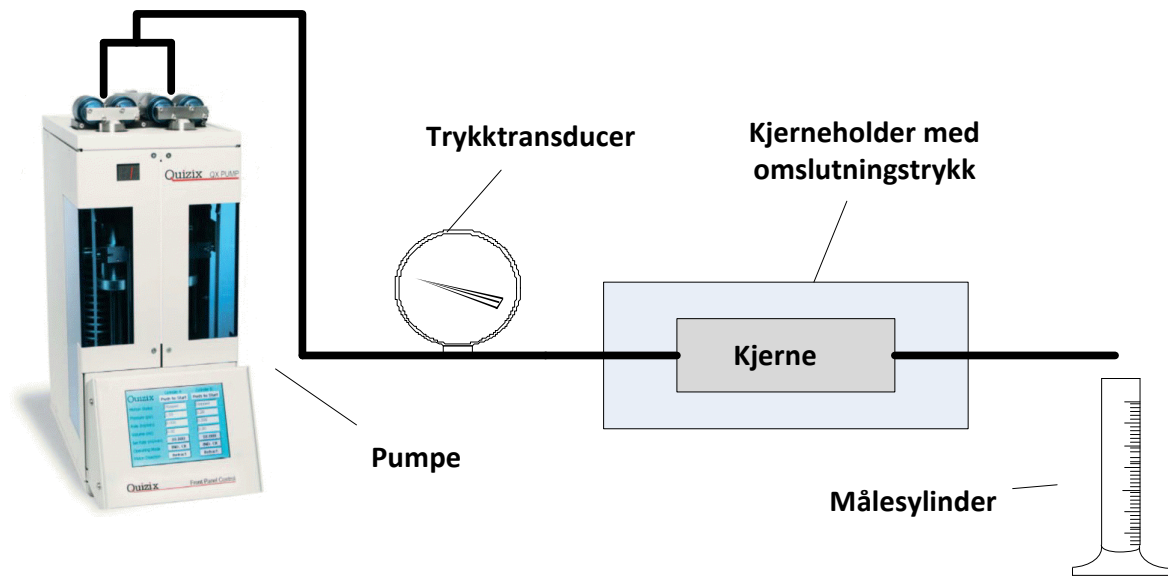 Trykktransducer
Kjerneholder med
omslutningstrykk
Quizix QX PUMP
Kjerne
Pumpe
Quizix
Målesylinder
Quizix Front Panel Control